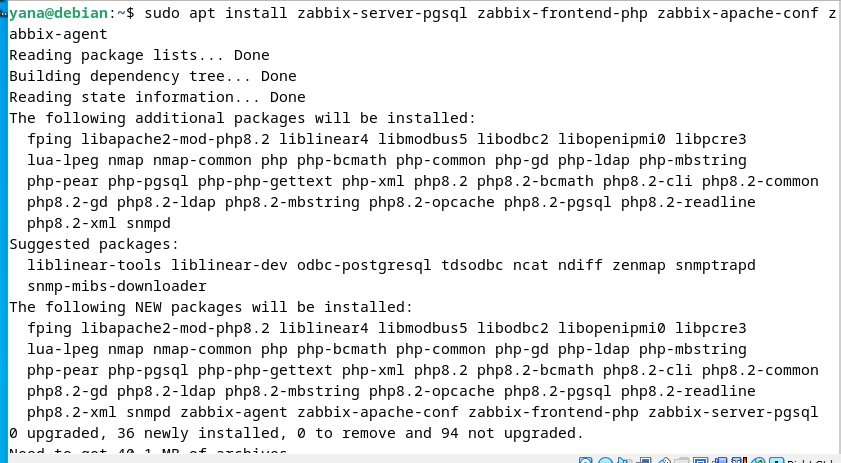 yana@debian:~$ sudo apt install zabbix-server-pgsql zabbix-frontend-php zabbix-apache-conf z
abbix-agent
Reading package lists... Done
Building dependency tree... Done
Reading state information... Done
The following additional packages will be installed:
  fping libapache2-mod-php8.2 liblinear4 libmodbus5 libodbc2 libopenipmi0 libpcre3
  lua-lpeg nmap nmap-common php php-bcmath php-common php-gd php-ldap php-mbstring
  php-pear php-pgsql php-php-gettext php-xml php8.2 php8.2-bcmath php8.2-cli php8.2-common
  php8.2-gd php8.2-ldap php8.2-mbstring php8.2-opcache php8.2-pgsql php8.2-readline
  php8.2-xml snmpd
Suggested packages:
  liblinear-tools liblinear-dev odbc-postgresql tdsodbc ncat ndiff zenmap snmptrapd
  snmp-mibs-downloader
The following NEW packages will be installed:
  fping libapache2-mod-php8.2 liblinear4 libmodbus5 libodbc2 libopenipmi0 libpcre3
  lua-lpeg nmap nmap-common php php-bcmath php-common php-gd php-ldap php-mbstring
  php-pear php-pgsql php-php-gettext php-xml php8.2 php8.2-bcmath php8.2-cli php8.2-common
  php8.2-gd php8.2-ldap php8.2-mbstring php8.2-opcache php8.2-pgsql php8.2-readline
  php8.2-xml snmpd zabbix-agent zabbix-apache-conf zabbix-frontend-php zabbix-server-pgsql
0 upgraded, 36 newly installed, 0 to remove and 94 not upgraded.
Need to get 40.1 MB of archives.